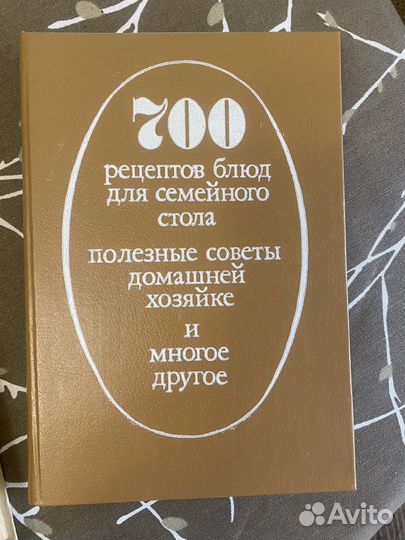 700
рецептов блюд
для семейного
стола
полезные советы
домашней
хозяйке
и
многое
другое
Avito